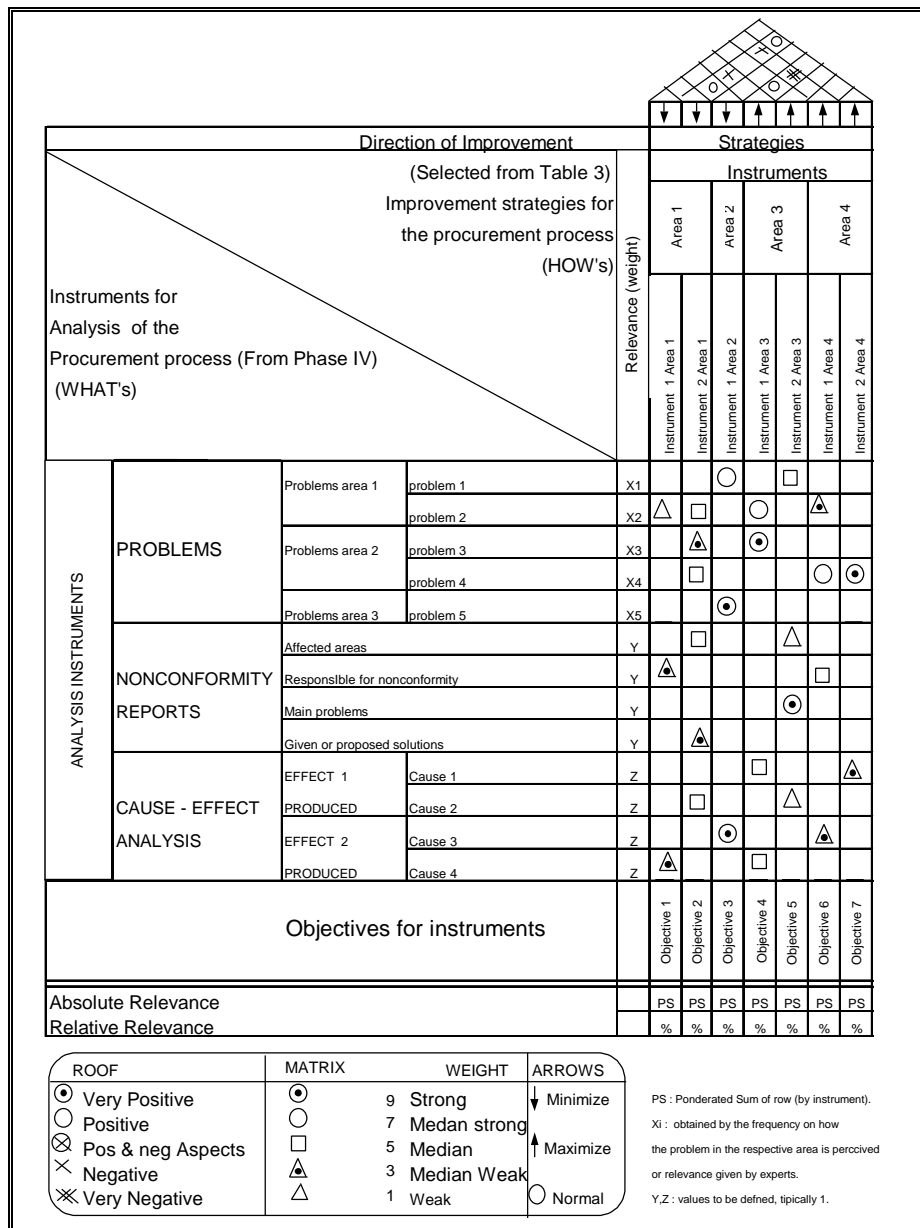 Direction of Improvement
Strategies
(Selected from Table 3)
Improvement strategies for
the procurement process
(HOW's)
Instruments for
Analysis of the
Procurement process (From Phase IV)
(WHAT's)
Relevance (weight)
Instruments
Area 1
Area 2
Area 3
Area 4
Instrument 1 Area 1
Instrument 2 Area 1
Instrument 1 Area 2
Instrument 1 Area 3
Instrument 2 Area 3
Instrument 1 Area 4
Instrument 2 Area 4
ANALYSIS INSTRUMENTS
PROBLEMS
Problems area 1 problem 1 X1
problem 2 X2
Problems area 2 problem 3 X3
problem 4 X4
Problems area 3 problem 5 X5
NONCONFORMITY
REPORTS
Affected areas Y
ResponsIble for nonconformity Y
Main problems Y
Given or proposed solutions Y
CAUSE - EFFECT
ANALYSIS
EFFECT 1 Cause 1 Z
PRODUCED Cause 2 Z
EFFECT 2 Cause 3 Z
PRODUCED Cause 4 Z
Objectives for instruments
Objective 1
Objective 2
Objective 3
Objective 4
Objective 5
Objective 6
Objective 7
Absolute Relevance PS PS PS PS PS PS PS
Relative Relevance % % % % % % %
ROOF MATRIX WEIGHT ARROWS
Very Positive 9 Strong Minimize
Positive 7 Medan strong
Pos & neg Aspects 5 Median Maximize
Negative 3 Median Weak
Very Negative 1 Weak Normal
PS : Ponderated Sum of row (by instrument).
Xi : obtained by the frequency on how
the problem in the respective area is perccived
or relevance given by experts.
Y,Z : values to be defned, tipically 1.